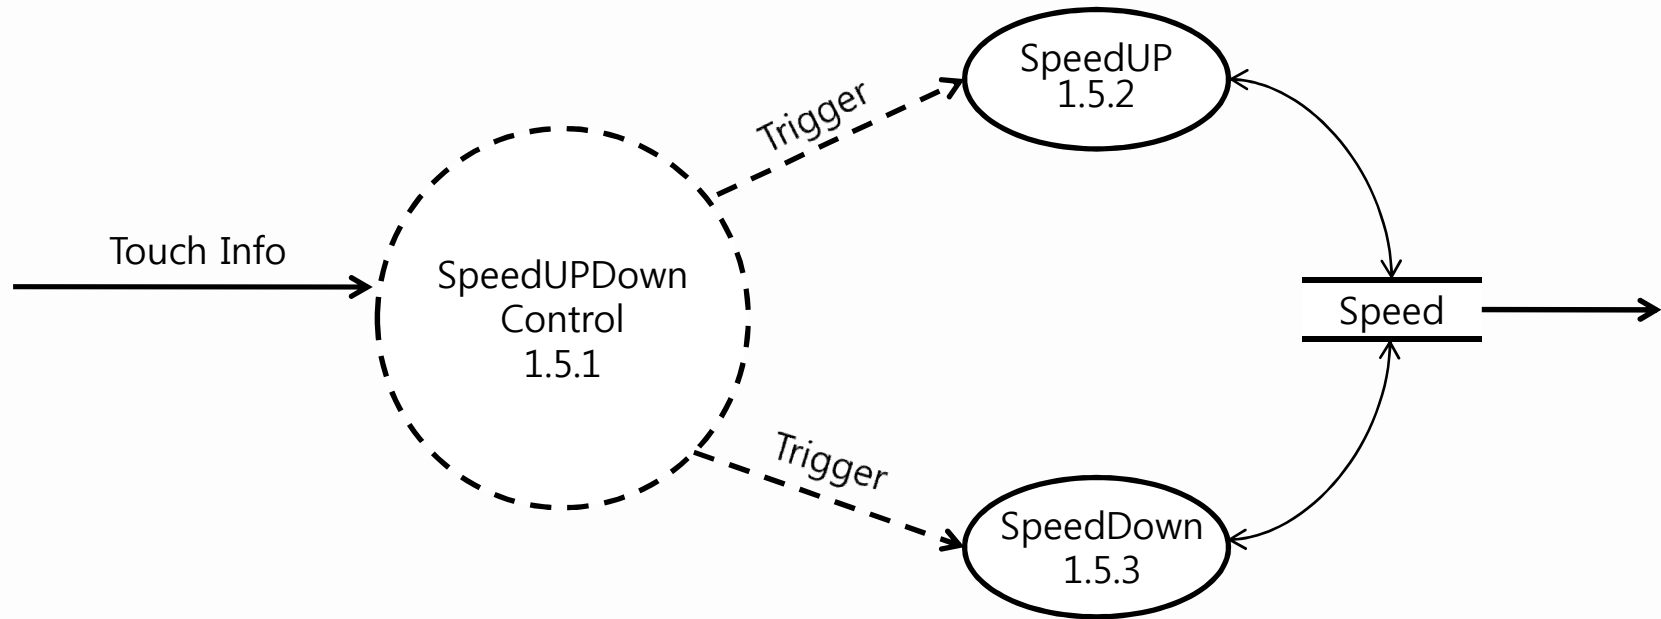 Touch Info
SpeedUPDown
Control
1.5.1
Trigger
SpeedUP
1.5.2
Trigger
SpeedDown
1.5.3
Speed